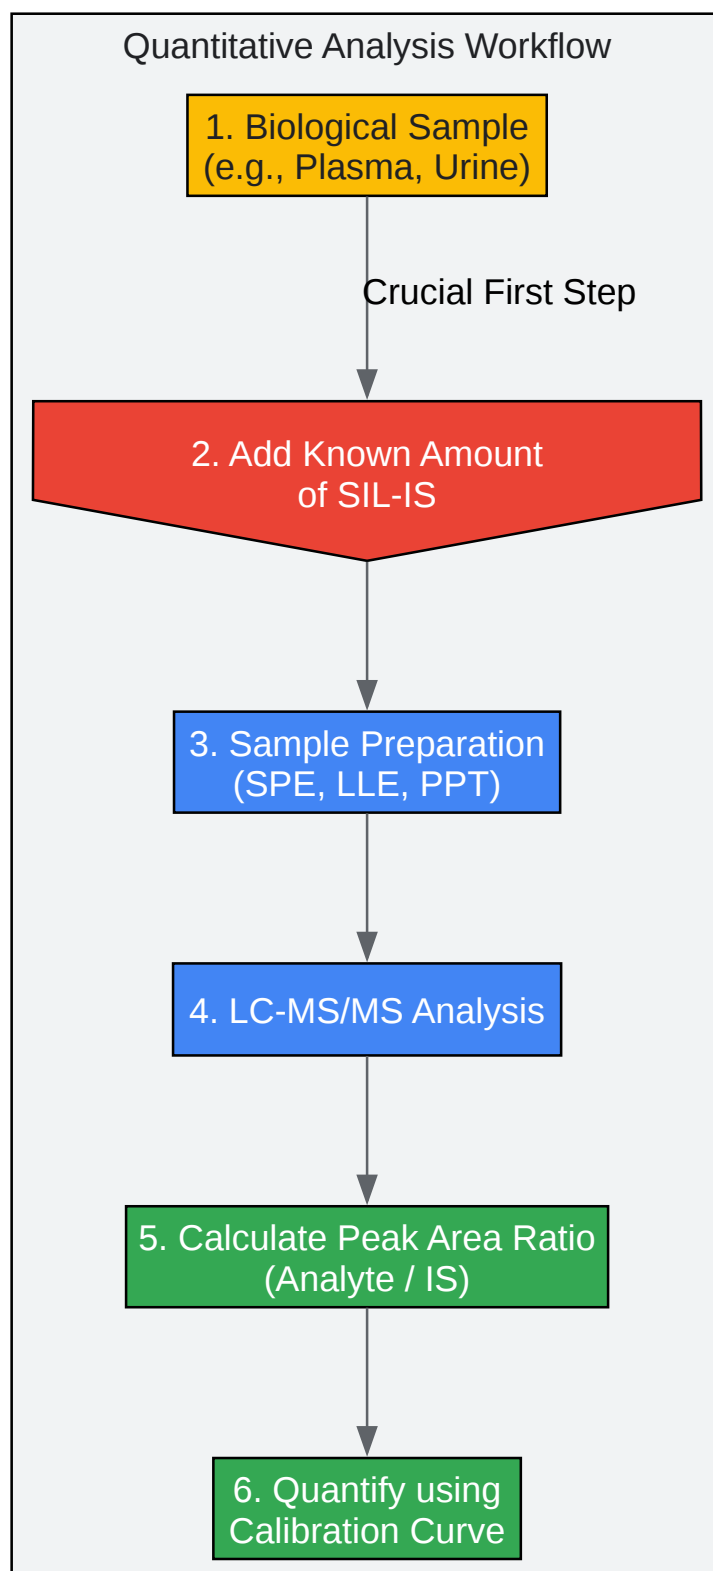 Quantitative Analysis Workflow
1. Biological Sample
(e.g., Plasma, Urine)
Crucial First Step
2. Add Known Amount
of SIL-IS
3. Sample Preparation
(SPE, LLE, PPT)
4. LC-MS/MS Analysis
5. Calculate Peak Area Ratio
(Analyte / IS)
6. Quantify using
Calibration Curve